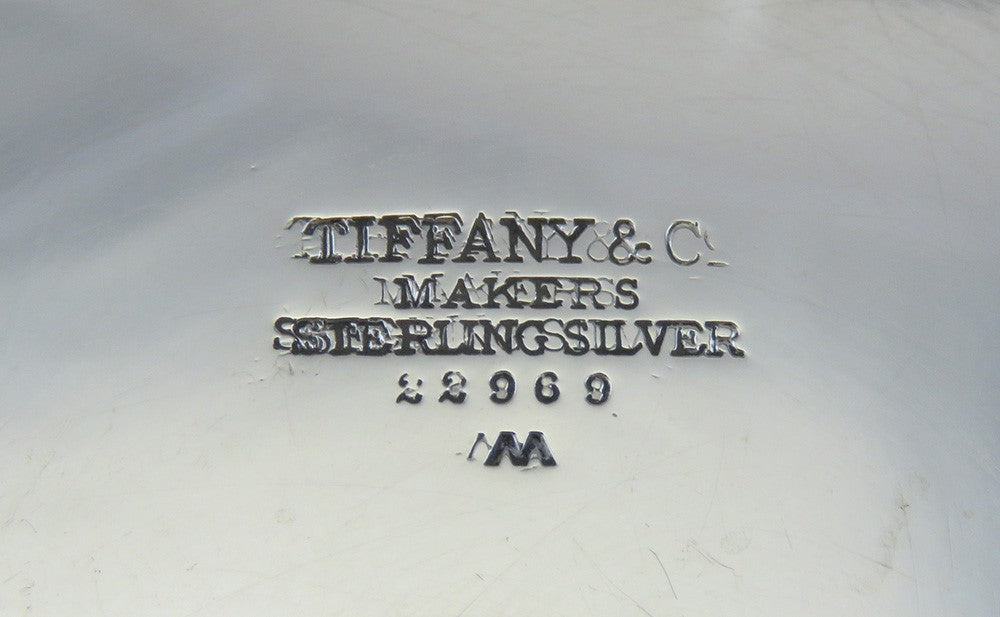 TIFFANY & Co
MAKERS
STERLING SILVER
22969
M